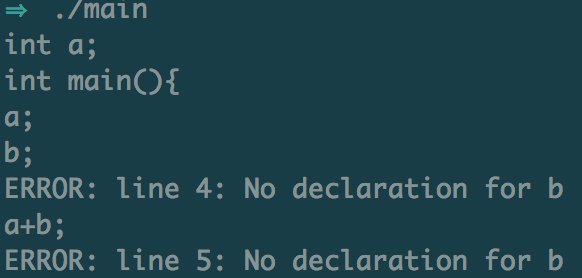 ⇒ ./main
int a;
int main(){
a;
b;
ERROR: line 4: No declaration for b
a+b;
ERROR: line 5: No declaration for b